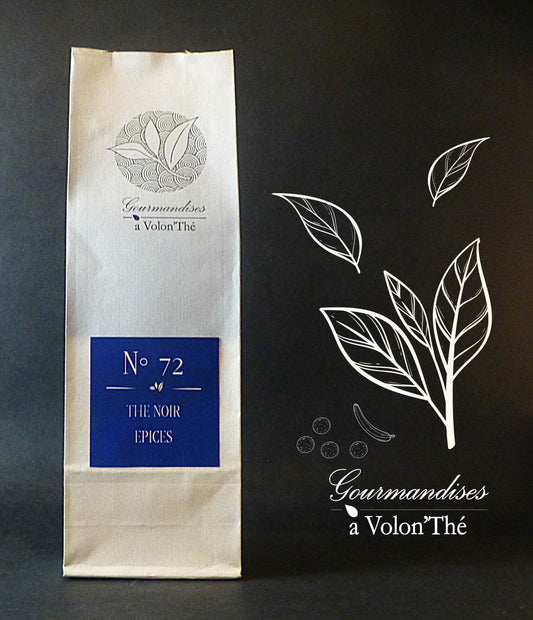 Gourmandises
à Volon'Thé
N° 72
THE NOIR
EPICES
Gourmandises
à Volon'Thé